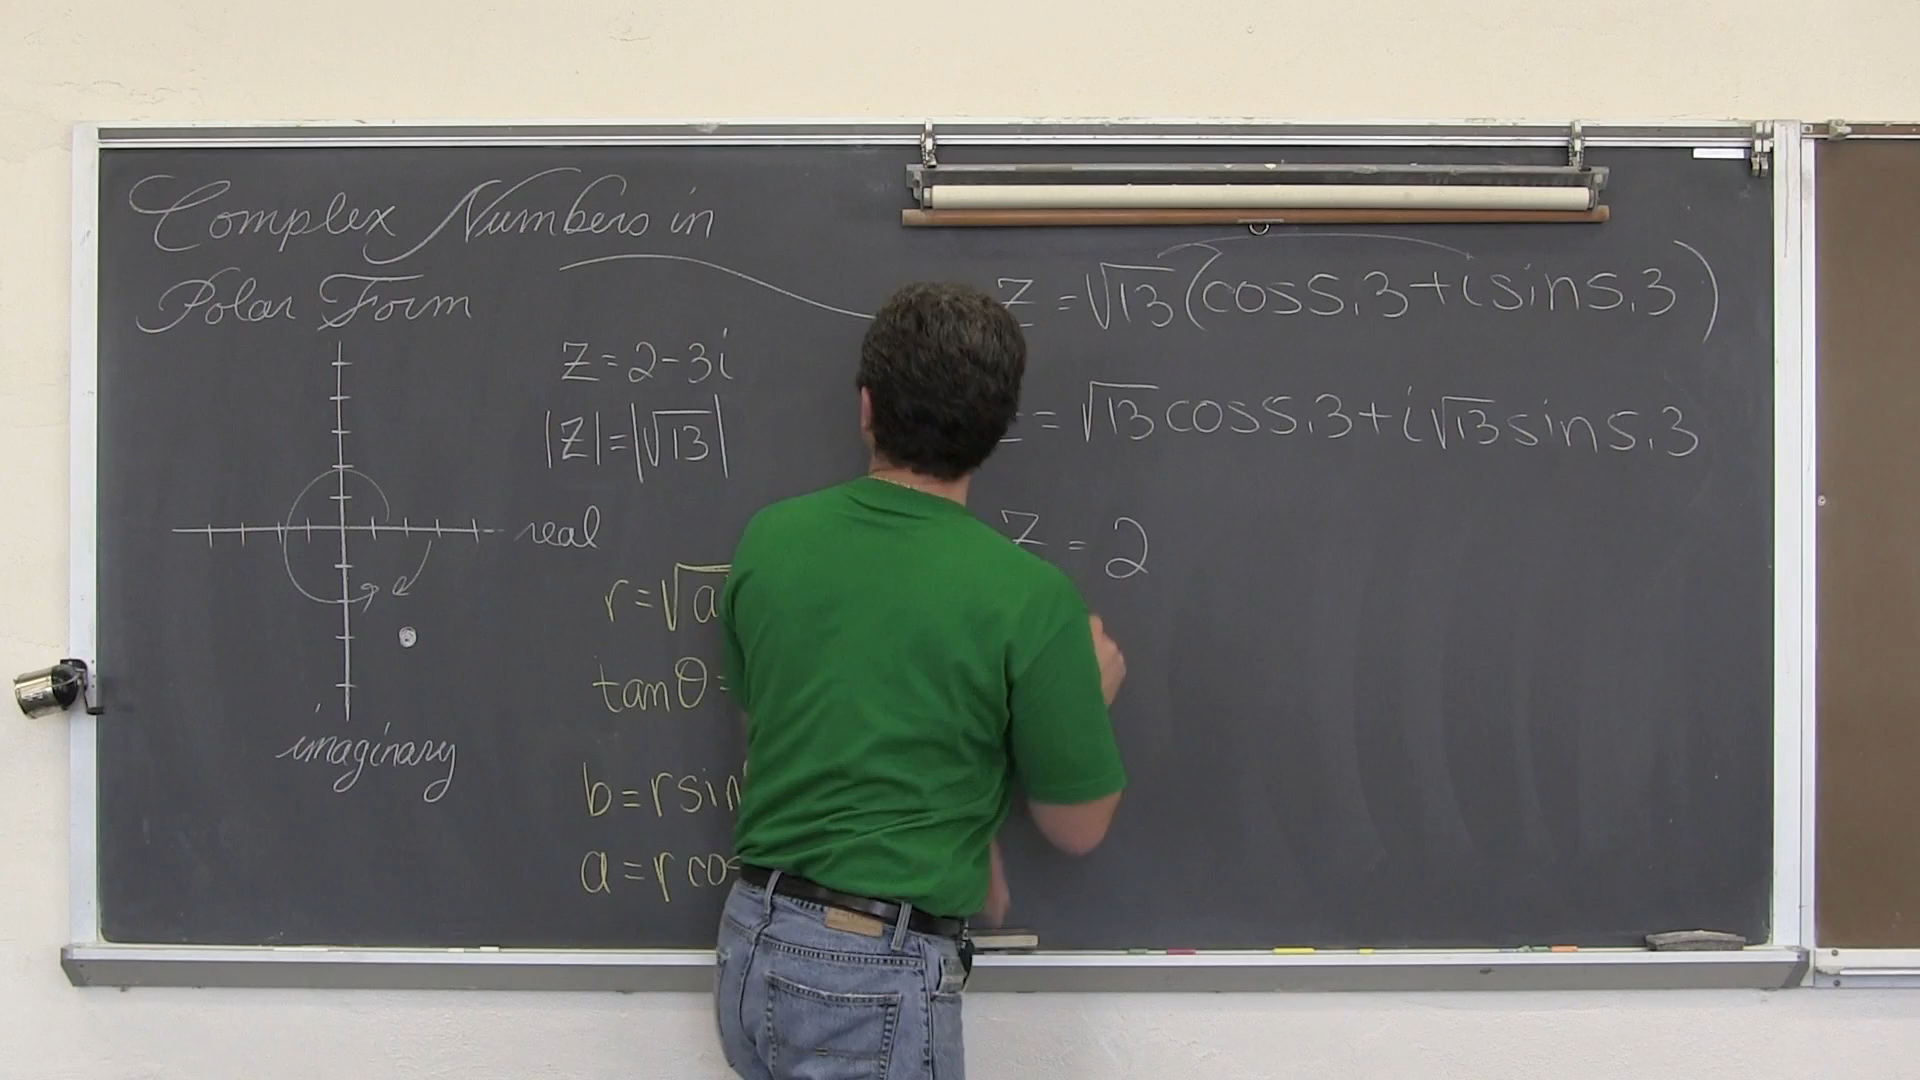 Complex Numbers in
Polar Form
real
imaginary
z = 2-3i
|z|=|√13|
r=√a
tanθ=
b=rsin
a=rcos
z =√13(cos5.3+isin5.3)
=√13cos5.3+i√13sin5.3
z = 2